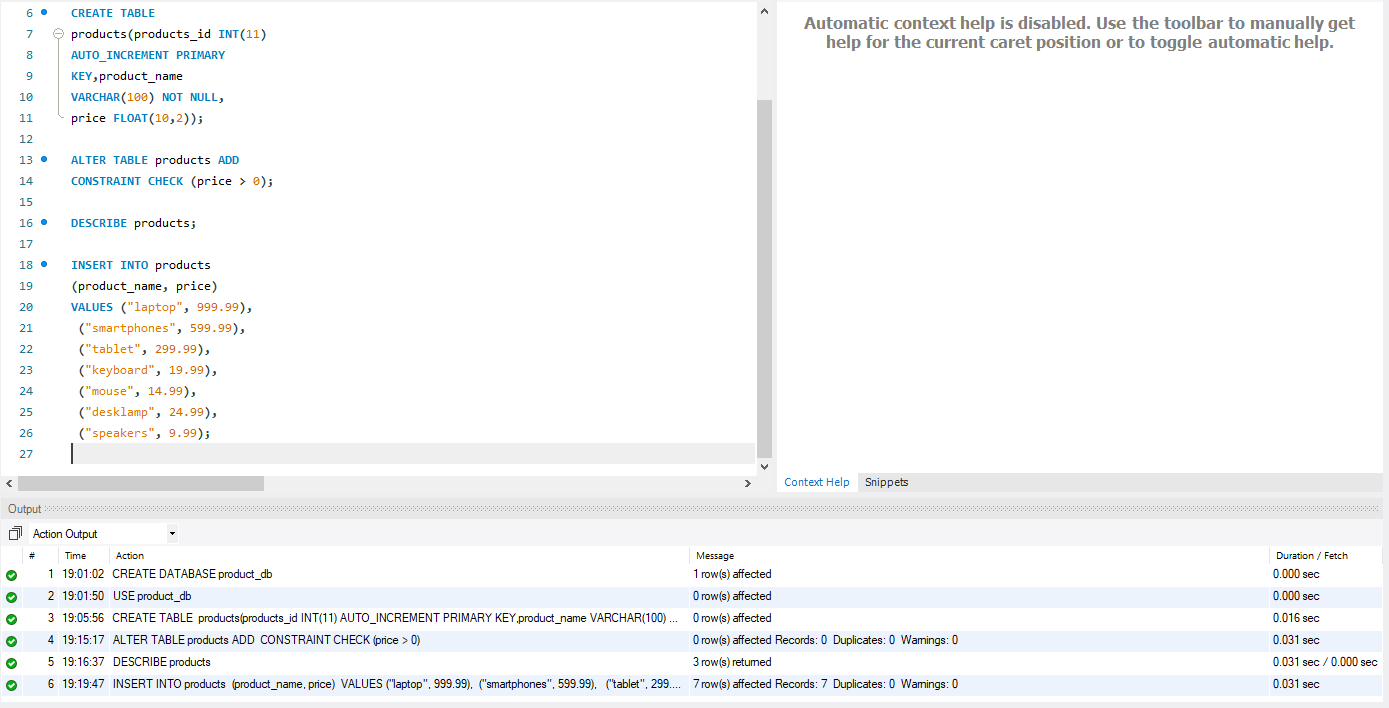 6 CREATE TABLE
7 products(products_id INT(11)
8 AUTO_INCREMENT PRIMARY
9 KEY,product_name
10 VARCHAR(100) NOT NULL,
11 price FLOAT(10,2));
12
13 ALTER TABLE products ADD
14 CONSTRAINT CHECK (price > 0);
15
16 DESCRIBE products;
17
18 INSERT INTO products
19 (product_name, price)
20 VALUES ("laptop", 999.99),
21 ("smartphones", 599.99),
22 ("tablet", 299.99),
23 ("keyboard", 19.99),
24 ("mouse", 14.99),
25 ("desklamp", 24.99),
26 ("speakers", 9.99);
27
Automatic context help is disabled. Use the toolbar to manually get
help for the current caret position or to toggle automatic help.
Context Help Snippets
Output
Action Output
# Time Action Message Duration / Fetch
1 19:01:02 CREATE DATABASE product_db 1 row(s) affected 0.000 sec
2 19:01:50 USE product_db 0 row(s) affected 0.000 sec
3 19:05:56 CREATE TABLE products(products_id INT(11) AUTO_INCREMENT PRIMARY KEY,product_name VARCHAR(100) ... 0 row(s) affected 0.016 sec
4 19:15:17 ALTER TABLE products ADD CONSTRAINT CHECK (price > 0) 0 row(s) affected Records: 0 Duplicates: 0 Warnings: 0 0.031 sec
5 19:16:37 DESCRIBE products 3 row(s) returned 0.031 sec / 0.000 sec
6 19:19:47 INSERT INTO products (product_name, price) VALUES ("laptop", 999.99), ("smartphones", 599.99), ("tablet", 299.... 7 row(s) affected Records: 7 Duplicates: 0 Warnings: 0 0.031 sec